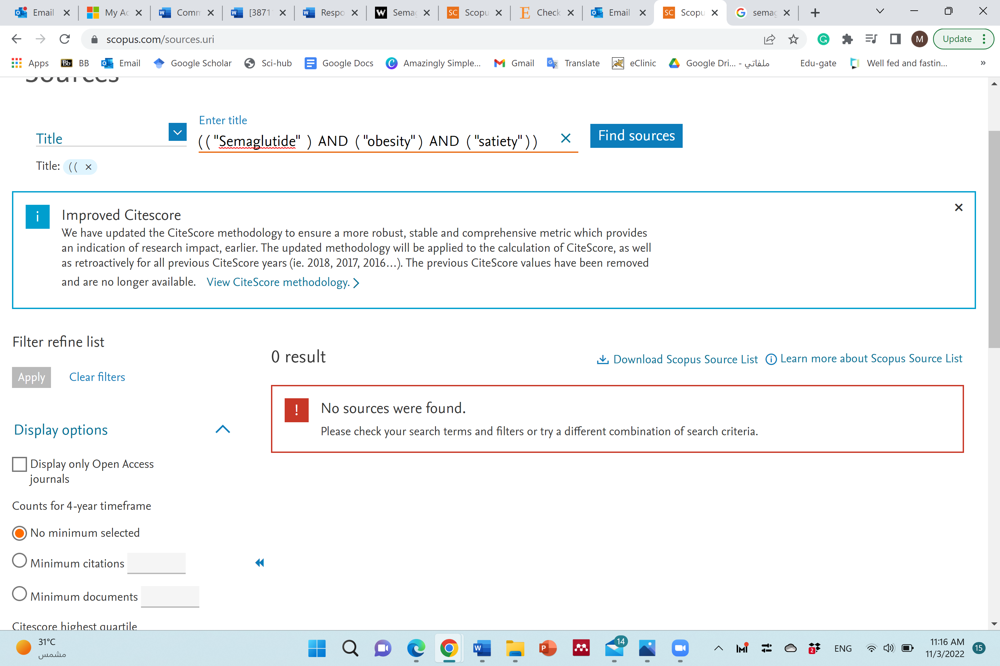 Email
My Ac
Comm
[3871
Respo
Semag
Scopu
Check
Email
Scopu
semag
scopus.com/sources.uri
M
Update
Apps
BB
Email
Google Scholar
Sci-hub
Google Docs
Amazingly Simple...
Gmail
Translate
eClinic
Google Dri... - ملفاتي
Edu-gate
Well fed and fastin...
»
Sources
Title
Enter title
(("Semaglutide" ) AND ("obesity") AND ("satiety"))
Find sources
Title: ((
Improved Citescore
We have updated the CiteScore methodology to ensure a more robust, stable and comprehensive metric which provides
an indication of research impact, earlier. The updated methodology will be applied to the calculation of CiteScore, as well
as retroactively for all previous CiteScore years (ie. 2018, 2017, 2016...). The previous CiteScore values have been removed
and are no longer available. View CiteScore methodology.
Filter refine list
Apply
Clear filters
0 result
Download Scopus Source List
Learn more about Scopus Source List
No sources were found.
Please check your search terms and filters or try a different combination of search criteria.
Display options
Display only Open Access
journals
Counts for 4-year timeframe
No minimum selected
Minimum citations
Minimum documents
Citescore highest quartile
31°C
مشمس
14
2
ENG
11:16 AM
11/3/2022
15